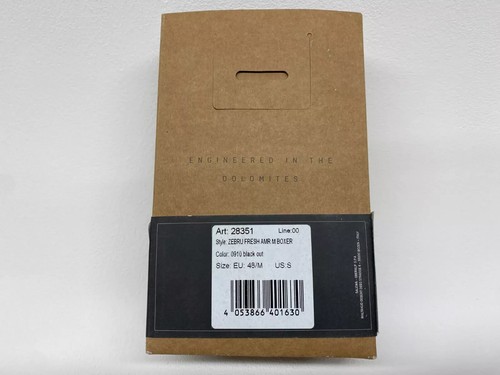 ENGINEERED IN THE
DOLOMITES
Art: 28351 Line:00
Style: ZEBRU FRESH AMR M BOXER
Color: 0910 black out
Size: EU: 48/M US:S
4 053866 401630